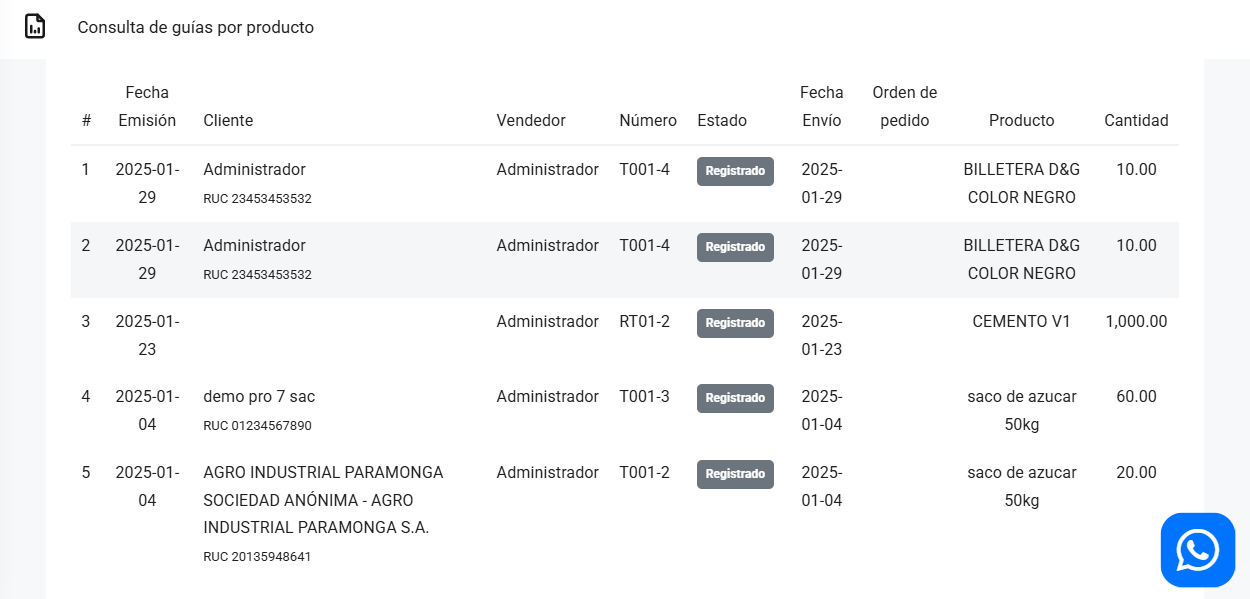 Consulta de guías por producto
Fecha Fecha Orden de
# Emisión Cliente Vendedor Número Estado Envío pedido Producto Cantidad
1 2025-01- Administrador Administrador T001-4 Registrado 2025- BILLETERA D&G 10.00
29 RUC 23453453532 01-29 COLOR NEGRO
2 2025-01- Administrador Administrador T001-4 Registrado 2025- BILLETERA D&G 10.00
29 RUC 23453453532 01-29 COLOR NEGRO
3 2025-01- Administrador RT01-2 Registrado 2025- CEMENTO V1 1,000.00
23 01-23
4 2025-01- demo pro 7 sac Administrador T001-3 Registrado 2025- saco de azucar 60.00
04 RUC 01234567890 01-04 50kg
5 2025-01- AGRO INDUSTRIAL PARAMONGA Administrador T001-2 Registrado 2025- saco de azucar 20.00
04 SOCIEDAD ANÓNIMA - AGRO 01-04 50kg
INDUSTRIAL PARAMONGA S.A.
RUC 20135948641